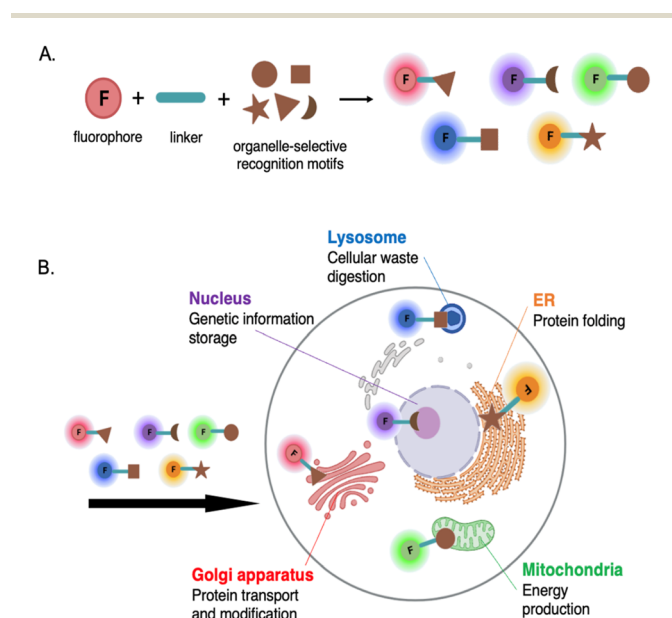 A.
F
+
+
fluorophore
linker
organelle-selective
recognition motifs
F
F
F
F
F
B.
Lysosome
Cellular waste
digestion
Nucleus
Genetic information
storage
ER
Protein folding
F
F
F
F
F
F
F
F
F
F
Golgi apparatus
Protein transport
and modification
Mitochondria
Energy
production